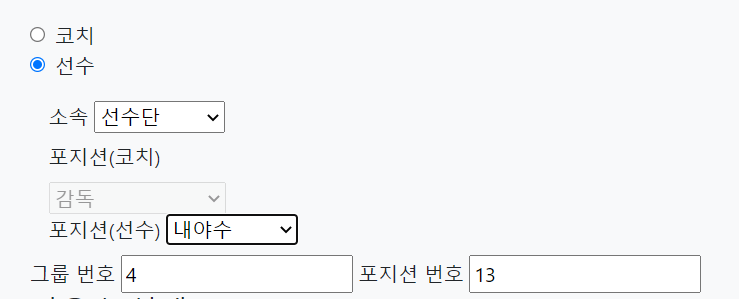 코치
선수
소속 선수단
포지션(코치)
감독
포지션(선수) 내야수
그룹 번호 4 포지션 번호 13